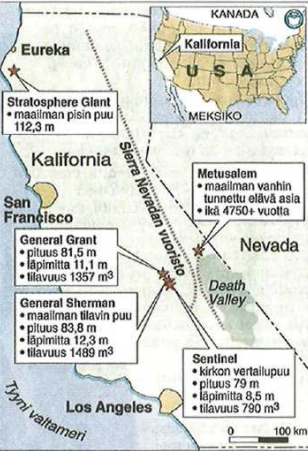 KANADA
Kalifornia
USA
MEKSIKO
Eureka
Stratosphere Giant
• maailman pisin puu
112,3 m
Kalifornia
Sierra Nevadan vuoristo
Metusalem
• maailman vanhin
tunnettu elävä asia
• ikä 4750+ vuotta
San
Francisco
General Grant
• pituus 81,5 m
• läpimitta 11,1 m
• tilavuus 1357 m³
Nevada
General Sherman
• maailman tilavin puu
• pituus 83,8 m
• läpimitta 12,3 m
• tilavuus 1489 m³
Death
Valley
Sentinel
• kirkon vertailupuu
• pituus 79 m
• läpimitta 8,5 m
• tilavuus 790 m³
Los Angeles
Tyyni valtameri
0 100 km